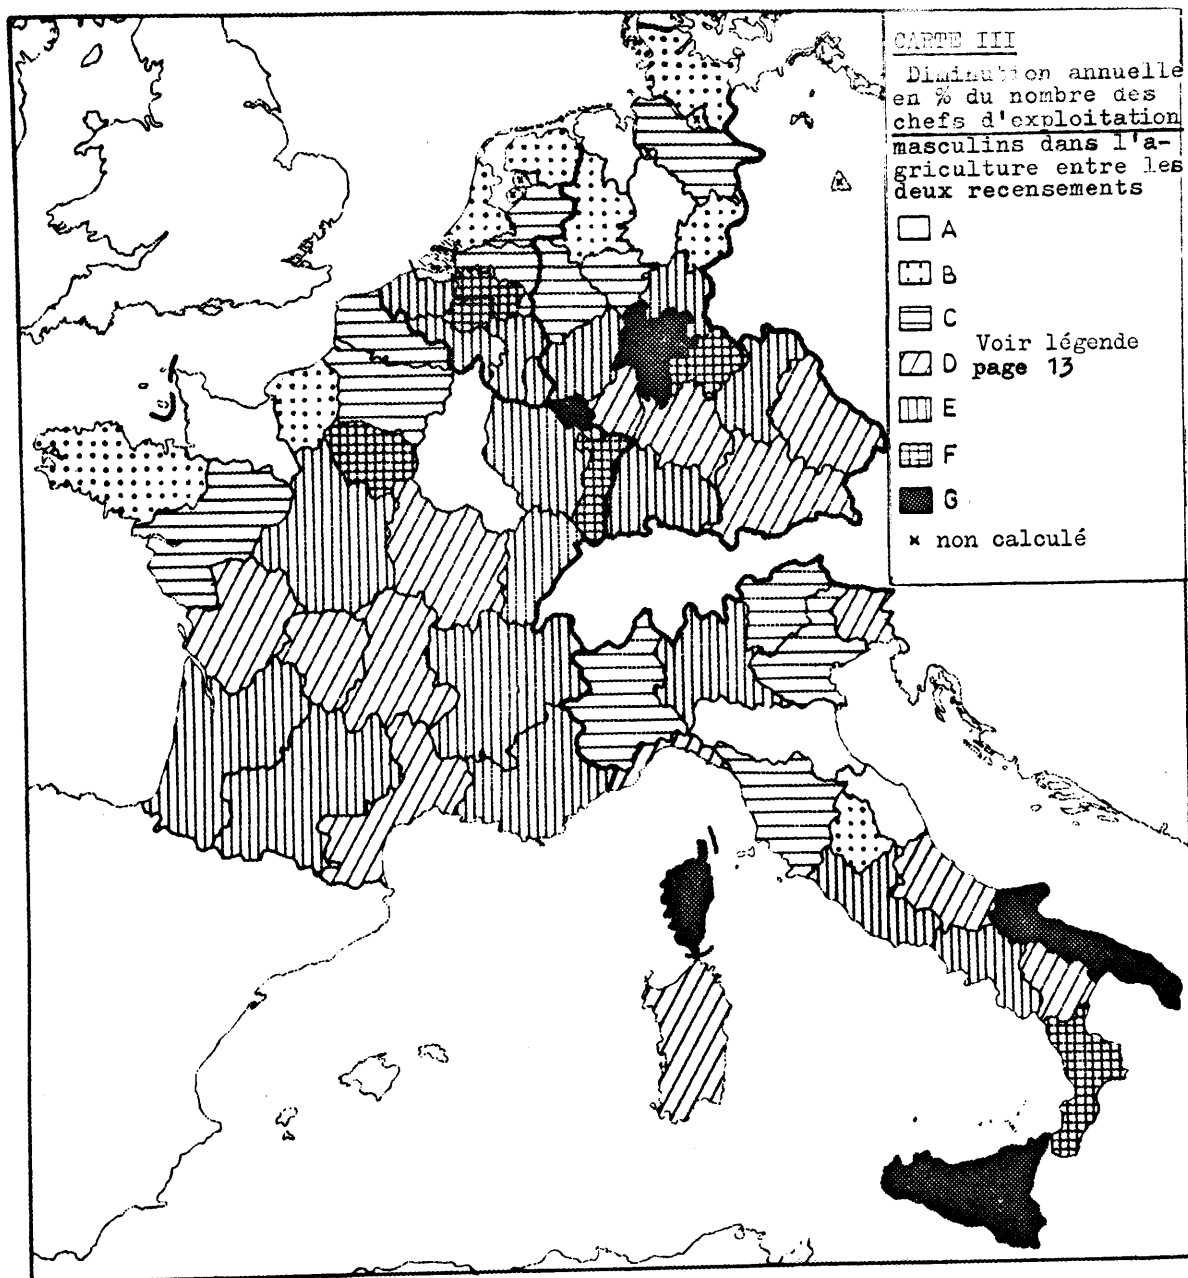 CARTE III
Diminution annuelle
en % du nombre des
chefs d'exploitation
masculins dans l'a-
griculture entre les
deux recensements
A
B
C
Voir légende
D page 13
E
F
G
× non calculé